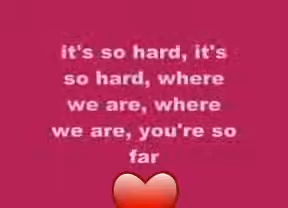 it's so hard, it's
so hard, where
we are, where
we are, you're so
far